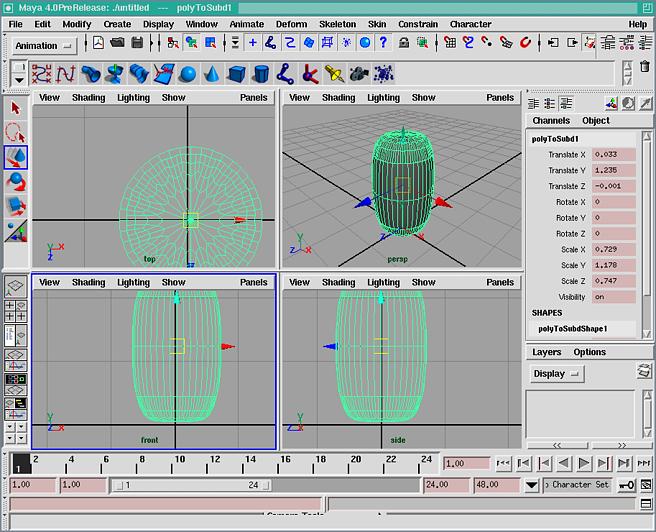 Maya 4.0PreRelease: ./untitled --- polyToSubd1
File Edit Modify Create Display Window Animate Deform Skeleton Skin Constrain Character Help
Animation
View Shading Lighting Show Panels
View Shading Lighting Show Panels
top
persp
View Shading Lighting Show Panels
View Shading Lighting Show Panels
front
side
Channels Object
polyToSubd1
Translate X 0.033
Translate Y 1.235
Translate Z -0.001
Rotate X 0
Rotate Y 0
Rotate Z 0
Scale X 0.729
Scale Y 1.178
Scale Z 0.747
Visibility on
SHAPES
polyToSubdShape1
Layers Options
Display
<< >>
1 2 4 6 8 10 12 14 16 18 20 22 24 1.00
1.00 1.00 1 24 24.00 48.00 Character Set